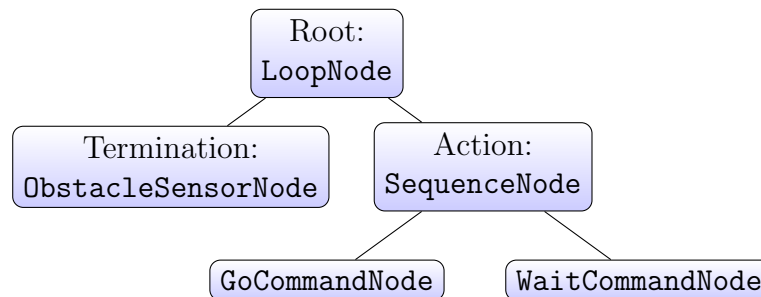 Root:
LoopNode
Termination:
ObstacleSensorNode
Action:
SequenceNode
GoCommandNode
WaitCommandNode